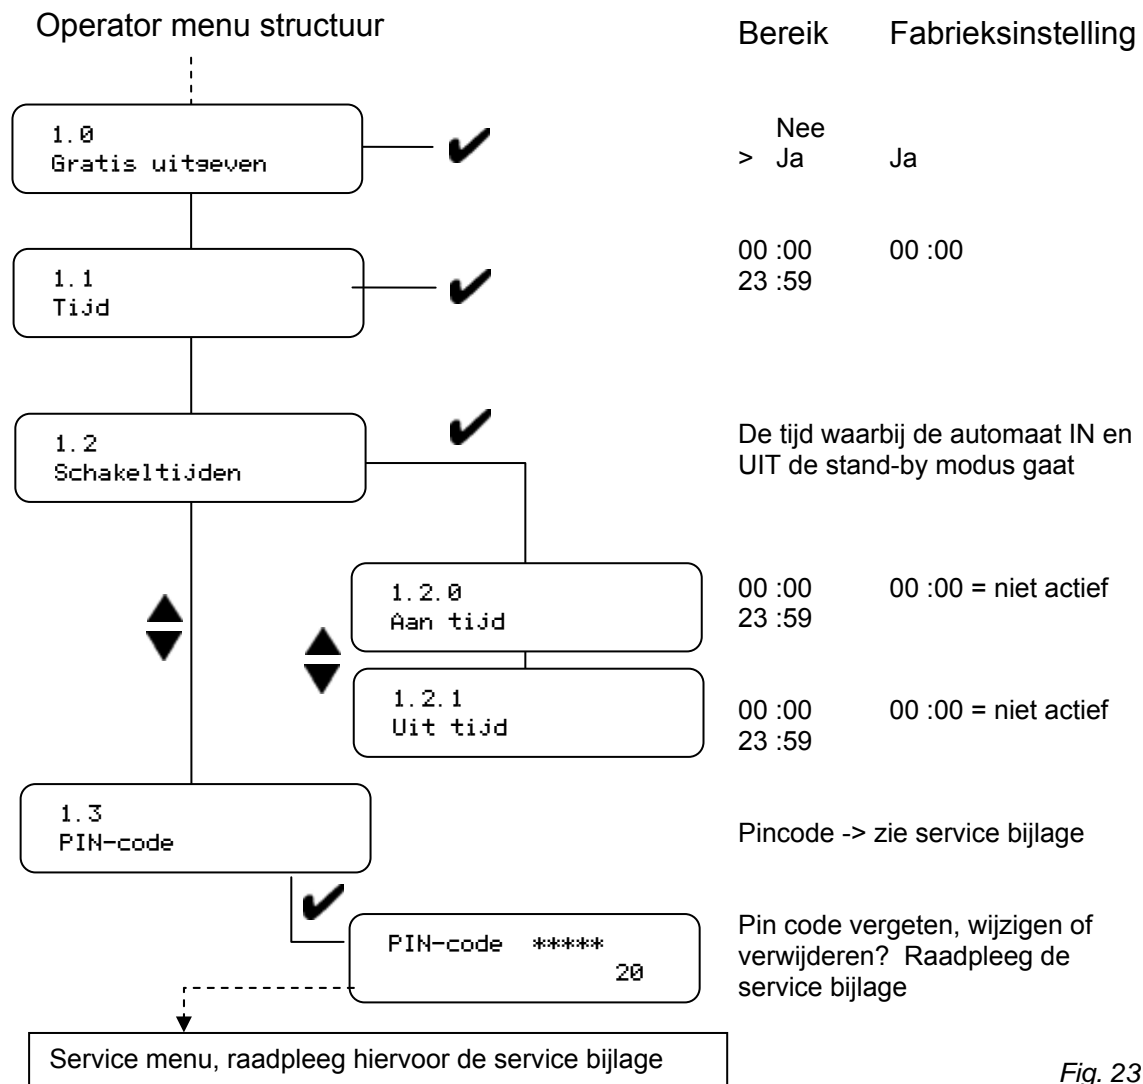 Operator menu structuur
Bereik Fabrieksinstelling
1.0
Gratis uitgeven
Nee
> Ja Ja
1.1
Tijd
00 :00 00 :00
23 :59
1.2
Schakeltijden
De tijd waarbij de automaat IN en
UIT de stand-by modus gaat
1.2.0
Aan tijd
00 :00 00 :00 = niet actief
23 :59
1.2.1
Uit tijd
00 :00 00 :00 = niet actief
23 :59
1.3
PIN-code
Pincode -> zie service bijlage
PIN-code *****
20
Pin code vergeten, wijzigen of
verwijderen? Raadpleeg de
service bijlage
Service menu, raadpleeg hiervoor de service bijlage
Fig. 23